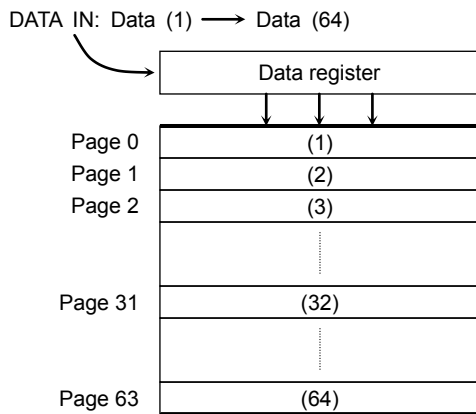 DATA IN: Data (1) Data (64)
Data register
Page 0 (1)
Page 1 (2)
Page 2 (3)
Page 31 (32)
Page 63 (64)